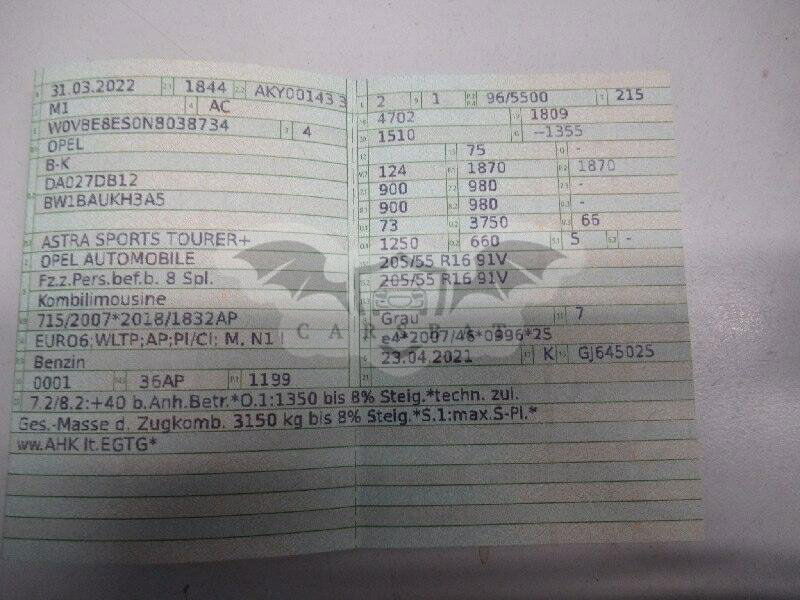 31.03.2022 1844 AKY00143 3
M1 AC
W0VBE8ES0N8038734 4
OPEL
B-K
DA027DB12
BW1BAUKH3A5
ASTRA SPORTS TOURER+
OPEL AUTOMOBILE
Fz.z.Pers.bef.b. 8 Spl.
Kombilimousine
715/2007*2018/1832AP
EURO6;WLTP;AP;PI/CI; M, N1 I
Benzin
0001 36AP 1199
2 1 96/5500 215
4702 1809
1510 --1355
75 -
124 1870 1870
900 980 -
900 980 -
73 3750 66
1250 660 5 -
205/55 R16 91V
205/55 R16 91V
Grau 7
e4*2007/46*0996*25
23.04.2021 K GJ645025
7.2/8.2:+40 b.Anh.Betr.*O.1:1350 bis 8% Steig.*techn. zul.
Ges.-Masse d. Zugkomb. 3150 kg bis 8% Steig.*S.1:max.S-Pl.*
ww.AHK lt.EGTG*
CARSBAT